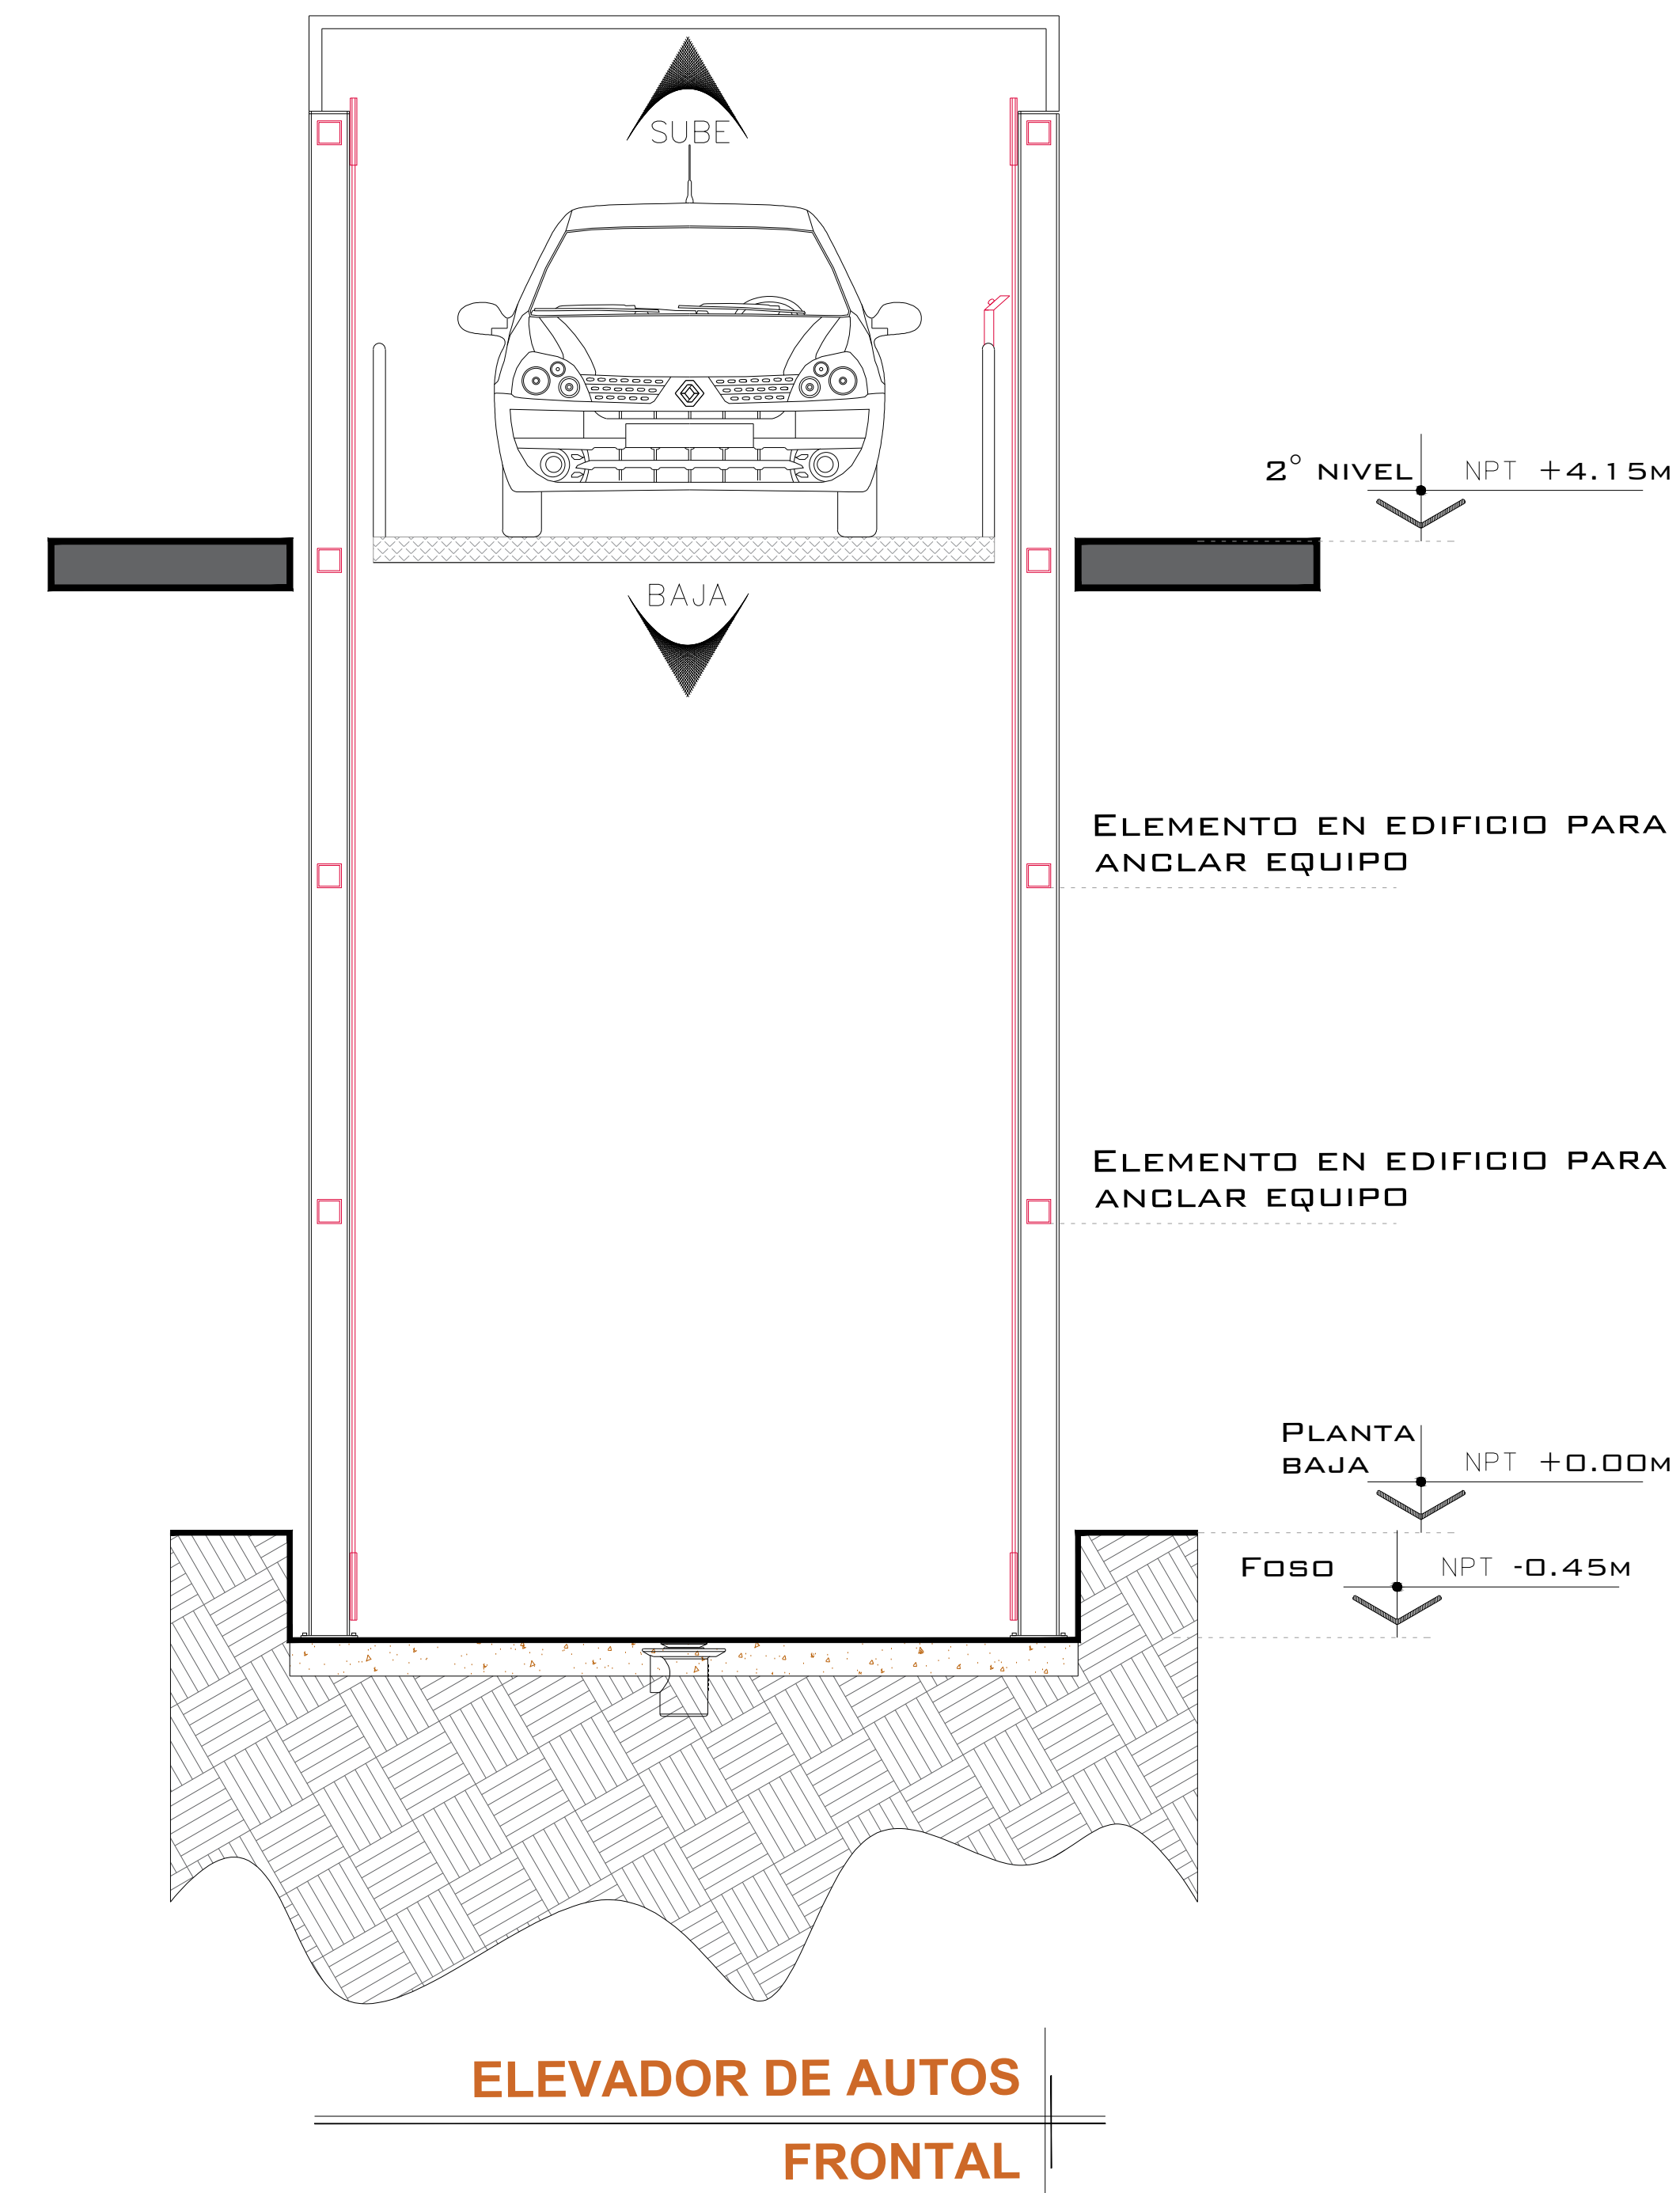 SUBE
2° NIVEL NPT +4.15M
BAJA
ELEMENTO EN EDIFICIO PARA
ANCLAR EQUIPO
ELEMENTO EN EDIFICIO PARA
ANCLAR EQUIPO
PLANTA
BAJA NPT +0.00M
FOSO NPT -0.45M
ELEVADOR DE AUTOS
FRONTAL